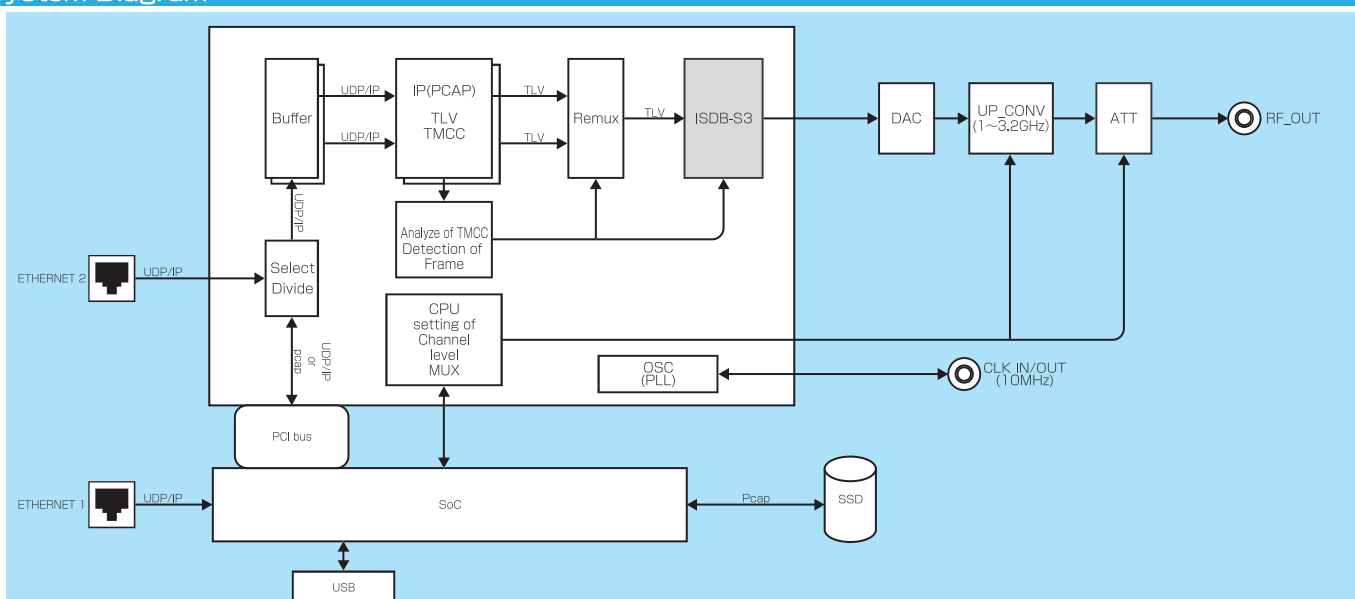 Buffer
UDP/IP
UDP/IP
IP(PCAP)
TLV
TMCC
TLV
TLV
Remux
TLV
ISDB-S3
DAC
UP_CONV
(1~3.2GHz)
ATT
RF_OUT
UDP/IP
Analyze of TMCC
Detection of
Frame
ETHERNET 2
UDP/IP
Select
Divide
UDP/IP
or
pcap
CPU
setting of
Channel
level
MUX
OSC
(PLL)
CLK IN/OUT
(10MHz)
PCI bus
ETHERNET 1
UDP/IP
SoC
Pcap
SSD
USB